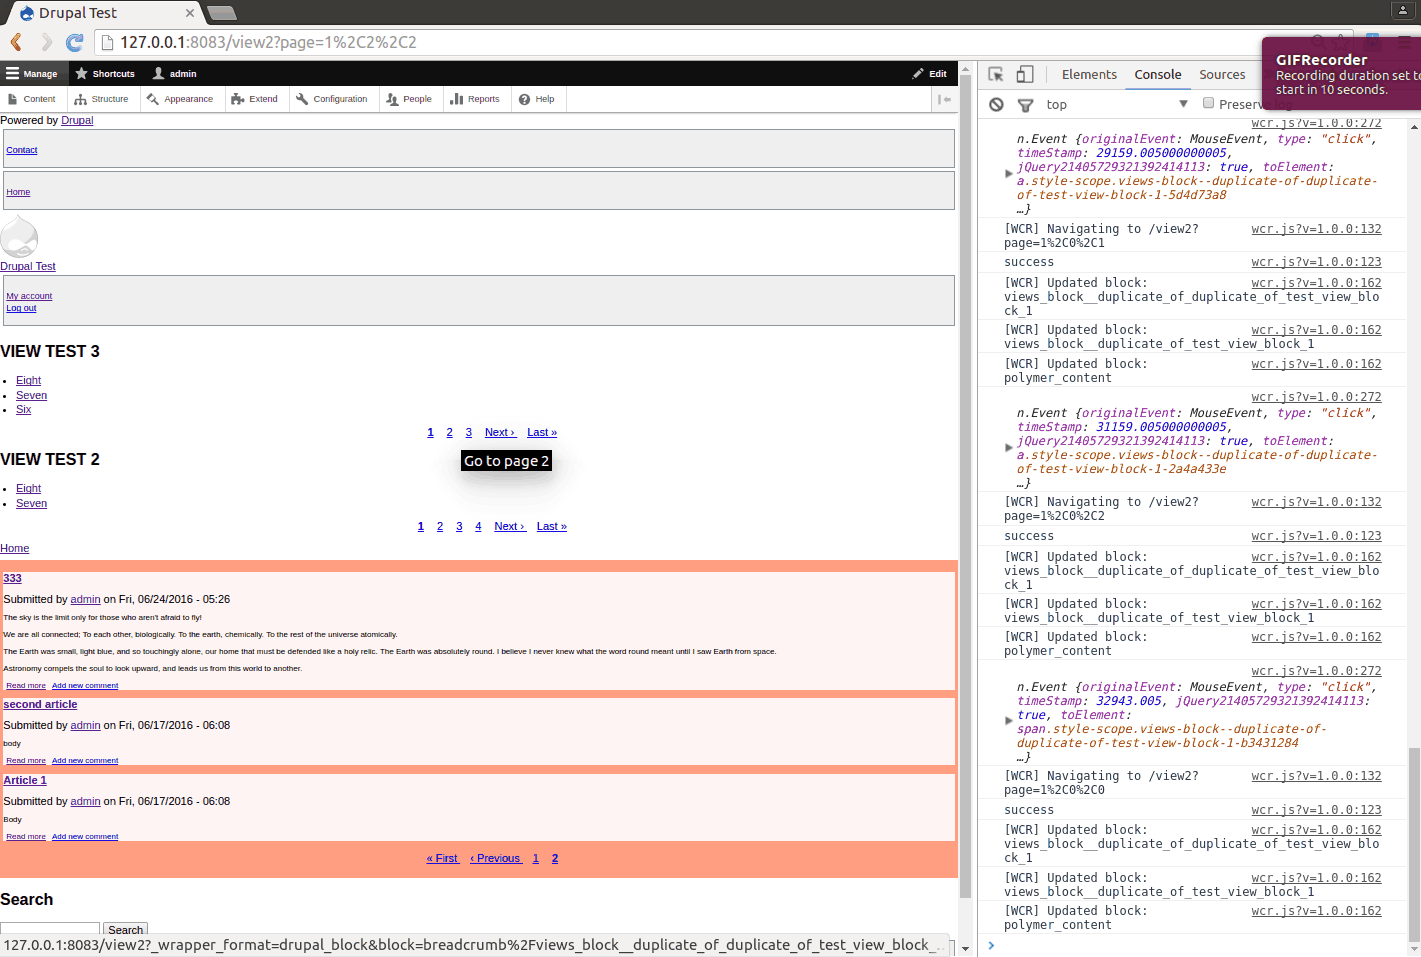 Drupal Test
127.0.0.1:8083/view2?page=1%2C2%2C2
GIFRecorder
Recording duration set to
start in 10 seconds.
Manage Shortcuts admin Edit
Content Structure Appearance Extend Configuration People Reports Help
Powered by Drupal
Contact
Home
Drupal Test
My account
Log out
VIEW TEST 3
Eight
Seven
Six
1 2 3 Next › Last »
VIEW TEST 2
Go to page 2
Eight
Seven
1 2 3 4 Next › Last »
Home
333
Submitted by admin on Fri, 06/24/2016 - 05:26
The sky is the limit only for those who aren't afraid to fly!
We are all connected; To each other, biologically. To the earth, chemically. To the rest of the universe atomically.
The Earth was small, light blue, and so touchingly alone, our home that must be defended like a holy relic. The Earth was absolutely round. I believe I never knew what the word round meant until I saw Earth from space.
Astronomy compels the soul to look upward, and leads us from this world to another.
Read more Add new comment
second article
Submitted by admin on Fri, 06/17/2016 - 06:08
body
Read more Add new comment
Article 1
Submitted by admin on Fri, 06/17/2016 - 06:08
Body
Read more Add new comment
« First ‹ Previous 1 2
Search
Search
127.0.0.1:8083/view2?_wrapper_format=drupal_block&block=breadcrumb%2Fviews_block__duplicate_of_duplicate_of_test_view_block_...
Elements Console Sources
top Preserve log
wcr.js?v=1.0.0:272
n.Event {originalEvent: MouseEvent, type: "click",
timeStamp: 29159.005000000005,
jQuery21405729321392414113: true, toElement:
a.style-scope.views-block--duplicate-of-duplicate-
of-test-view-block-1-5d4d73a8
…}
[WCR] Navigating to /view2? wcr.js?v=1.0.0:132
page=1%2C0%2C1
success wcr.js?v=1.0.0:123
[WCR] Updated block: wcr.js?v=1.0.0:162
views_block__duplicate_of_duplicate_of_test_view_blo
ck_1
[WCR] Updated block: wcr.js?v=1.0.0:162
views_block__duplicate_of_test_view_block_1
[WCR] Updated block: wcr.js?v=1.0.0:162
polymer_content
wcr.js?v=1.0.0:272
n.Event {originalEvent: MouseEvent, type: "click",
timeStamp: 31159.005000000005,
jQuery21405729321392414113: true, toElement:
a.style-scope.views-block--duplicate-of-duplicate-
of-test-view-block-1-2a4a433e
…}
[WCR] Navigating to /view2? wcr.js?v=1.0.0:132
page=1%2C0%2C2
success wcr.js?v=1.0.0:123
[WCR] Updated block: wcr.js?v=1.0.0:162
views_block__duplicate_of_duplicate_of_test_view_blo
ck_1
[WCR] Updated block: wcr.js?v=1.0.0:162
views_block__duplicate_of_test_view_block_1
[WCR] Updated block: wcr.js?v=1.0.0:162
polymer_content
wcr.js?v=1.0.0:272
n.Event {originalEvent: MouseEvent, type: "click",
timeStamp: 32943.005, jQuery21405729321392414113:
true, toElement:
span.style-scope.views-block--duplicate-of-
duplicate-of-test-view-block-1-b3431284
…}
[WCR] Navigating to /view2? wcr.js?v=1.0.0:132
page=1%2C0%2C0
success wcr.js?v=1.0.0:123
[WCR] Updated block: wcr.js?v=1.0.0:162
views_block__duplicate_of_duplicate_of_test_view_blo
ck_1
[WCR] Updated block: wcr.js?v=1.0.0:162
views_block__duplicate_of_test_view_block_1
[WCR] Updated block: wcr.js?v=1.0.0:162
polymer_content